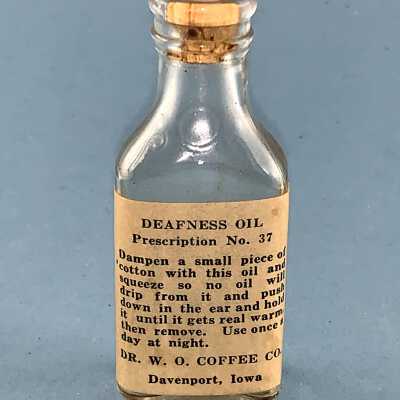 DEAFNESS OIL
Prescription No. 37
Dampen a small piece of
cotton with this oil and
squeeze so no oil will
drip from it and push
down in the ear and hold
it until it gets real warm
then remove. Use once a
day at night.
DR. W. O. COFFEE CO.
Davenport, Iowa